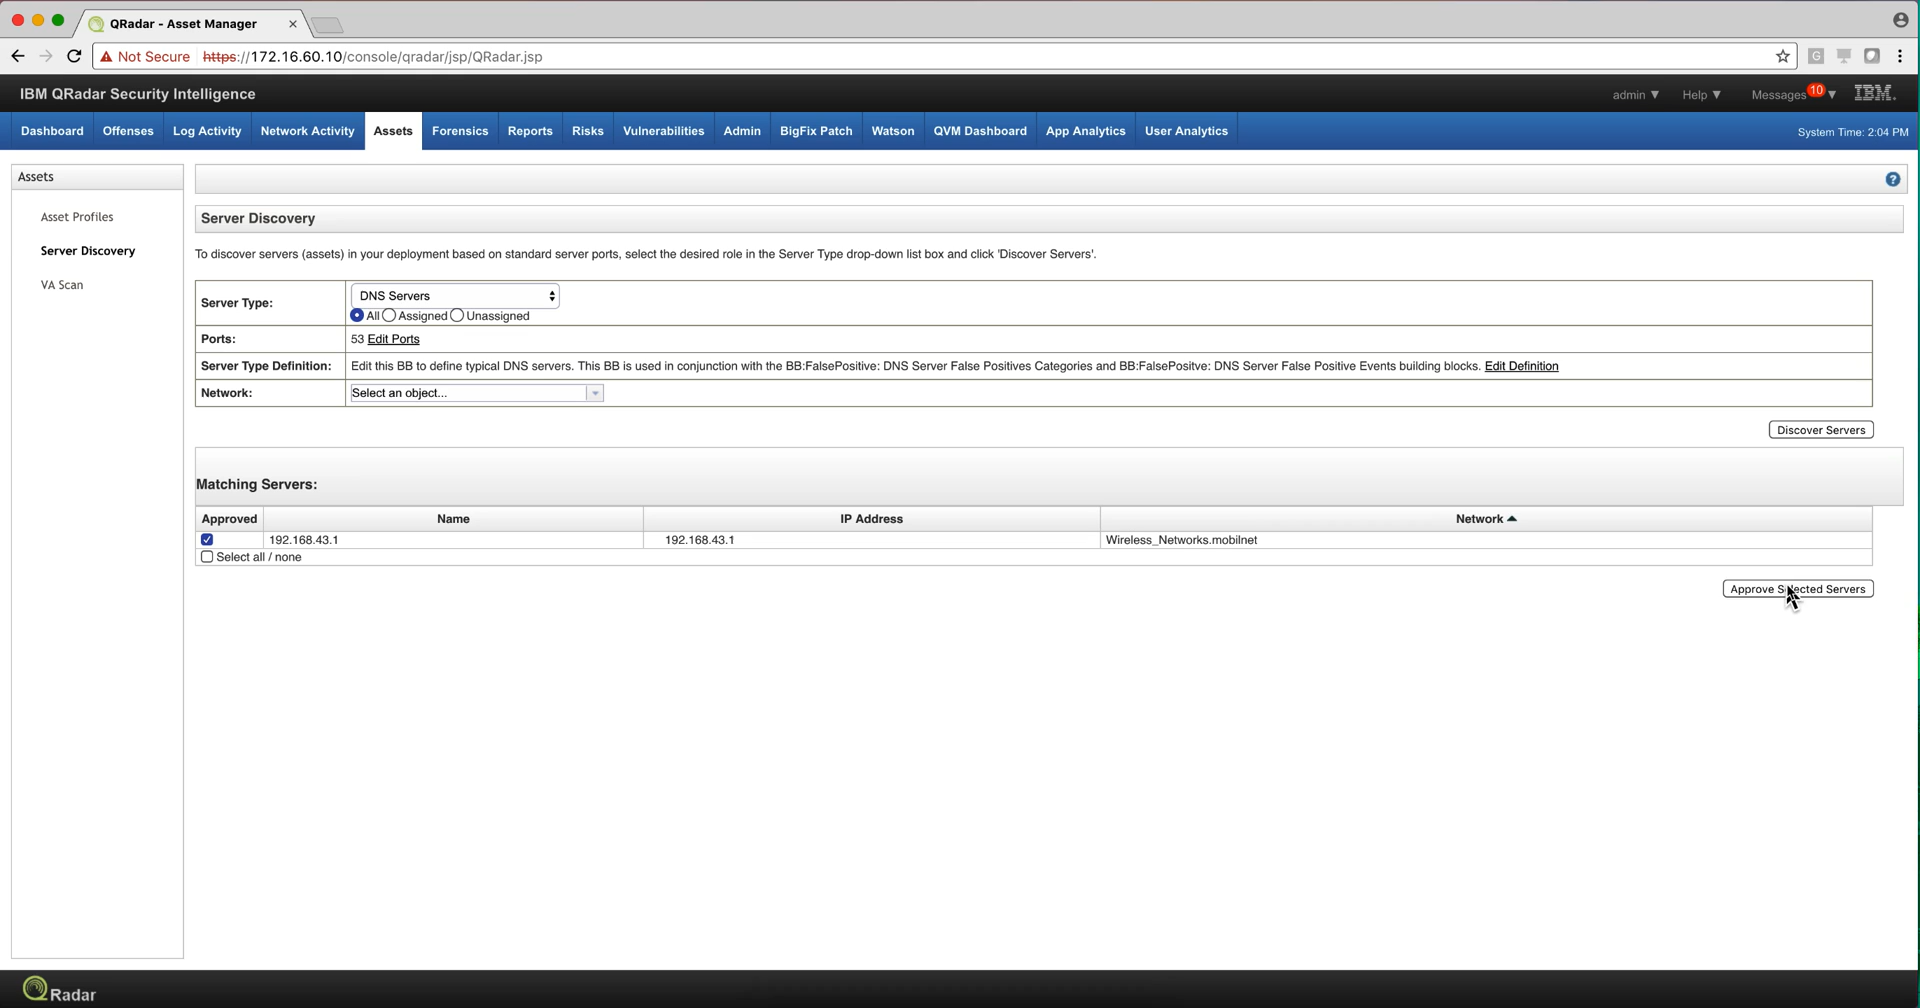 QRadar - Asset Manager
Not Secure https://172.16.60.10/console/qradar/jsp/QRadar.jsp
IBM QRadar Security Intelligence
admin Help Messages 10 IBM.
Dashboard Offenses Log Activity Network Activity Assets Forensics Reports Risks Vulnerabilities Admin BigFix Patch Watson QVM Dashboard App Analytics User Analytics System Time: 2:04 PM
Assets
Asset Profiles
Server Discovery
VA Scan
?
Server Discovery
To discover servers (assets) in your deployment based on standard server ports, select the desired role in the Server Type drop-down list box and click 'Discover Servers'.
Server Type: DNS Servers
All Assigned Unassigned
Ports: 53 Edit Ports
Server Type Definition: Edit this BB to define typical DNS servers. This BB is used in conjunction with the BB:FalsePositive: DNS Server False Positives Categories and BB:FalsePositve: DNS Server False Positive Events building blocks. Edit Definition
Network: Select an object...
Discover Servers
Matching Servers:
Approved Name IP Address Network
192.168.43.1 192.168.43.1 Wireless_Networks.mobilnet
Select all / none
Approve Selected Servers
QRadar